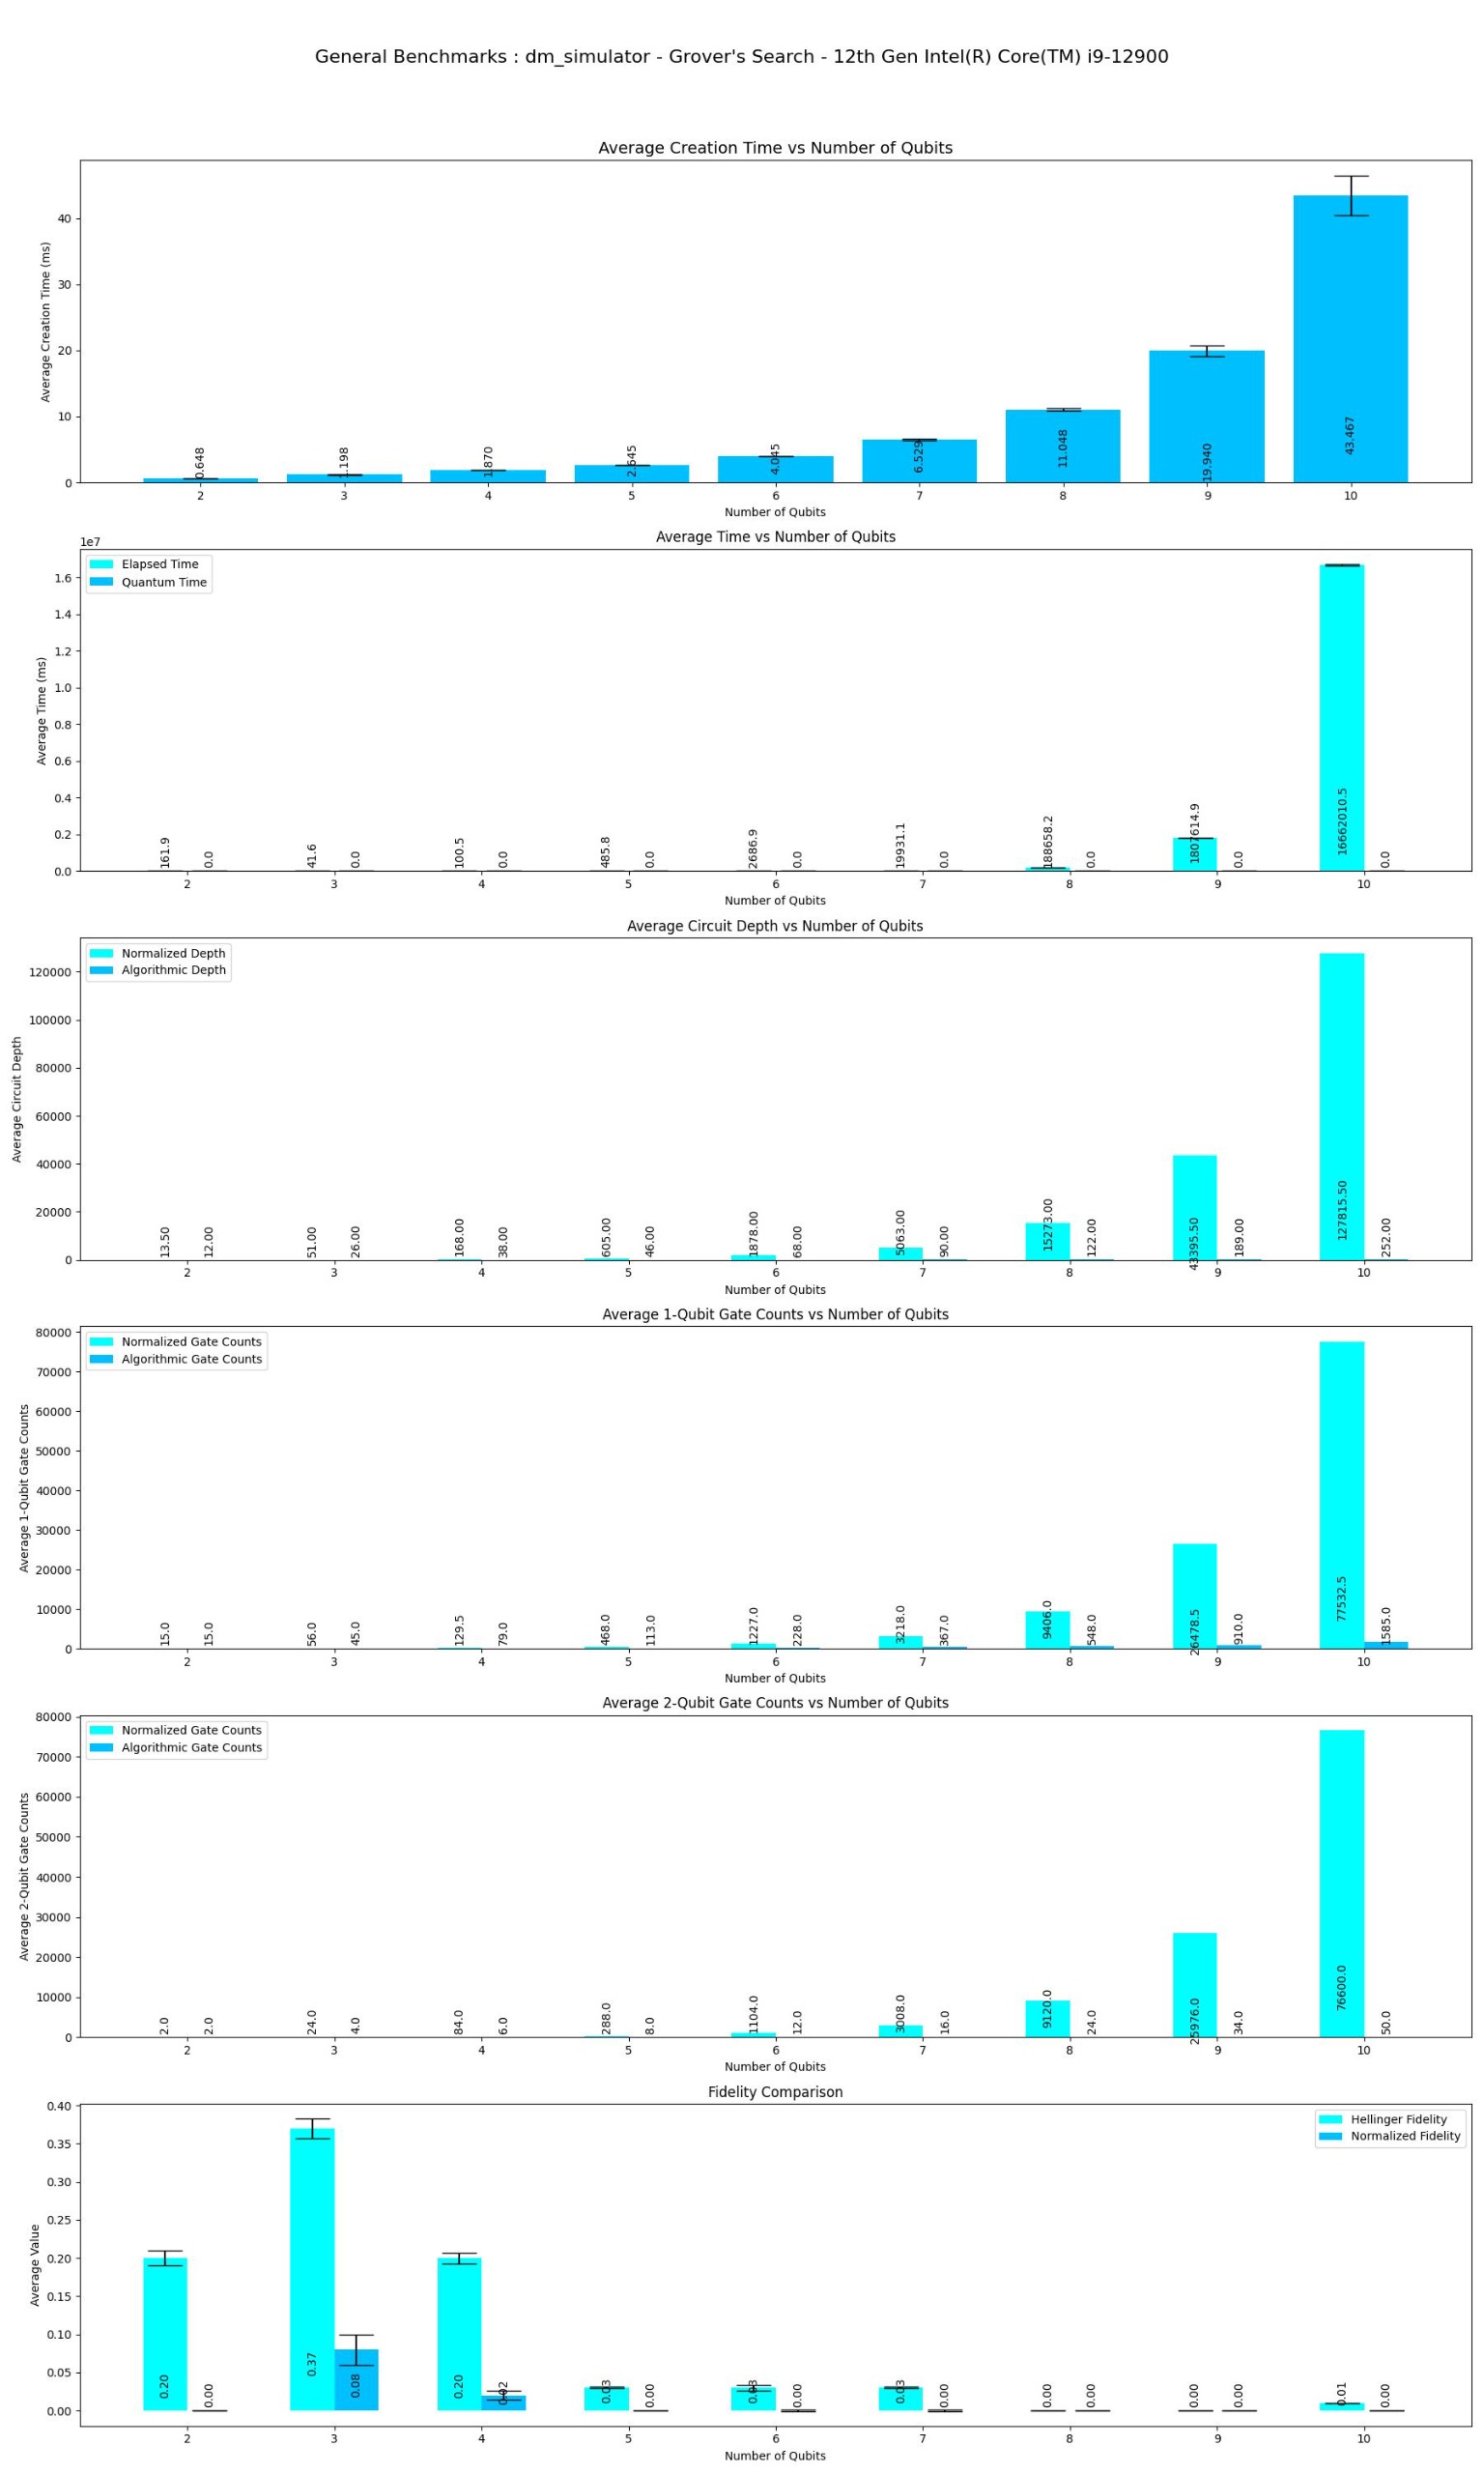 General Benchmarks : dm_simulator - Grover's Search - 12th Gen Intel(R) Core(TM) i9-12900
Average Creation Time vs Number of Qubits
Average Creation Time (ms)
40
30
20
10
0
0.648
1.198
1.870
2.645
4.045
6.529
11.048
19.940
43.467
2 3 4 5 6 7 8 9 10
Number of Qubits
Average Time vs Number of Qubits
1e7
Elapsed Time
Quantum Time
Average Time (ms)
1.6
1.4
1.2
1.0
0.8
0.6
0.4
0.2
0.0
161.9 0.0 41.6 0.0 100.5 0.0 485.8 0.0 2686.9 0.0 19931.1 0.0 188658.2 0.0 1807614.9 0.0 16662010.5 0.0
2 3 4 5 6 7 8 9 10
Number of Qubits
Average Circuit Depth vs Number of Qubits
Normalized Depth
Algorithmic Depth
Average Circuit Depth
120000
100000
80000
60000
40000
20000
0
13.50 12.00 51.00 26.00 168.00 38.00 605.00 46.00 1878.00 68.00 5063.00 90.00 15273.00 122.00 43395.50 189.00 127815.50 252.00
2 3 4 5 6 7 8 9 10
Number of Qubits
Average 1-Qubit Gate Counts vs Number of Qubits
Normalized Gate Counts
Algorithmic Gate Counts
Average 1-Qubit Gate Counts
80000
70000
60000
50000
40000
30000
20000
10000
0
15.0 15.0 56.0 45.0 129.5 79.0 468.0 113.0 1227.0 228.0 3218.0 367.0 9406.0 548.0 26478.5 910.0 77532.5 1585.0
2 3 4 5 6 7 8 9 10
Number of Qubits
Average 2-Qubit Gate Counts vs Number of Qubits
Normalized Gate Counts
Algorithmic Gate Counts
Average 2-Qubit Gate Counts
80000
70000
60000
50000
40000
30000
20000
10000
0
2.0 2.0 24.0 4.0 84.0 6.0 288.0 8.0 1104.0 12.0 3008.0 16.0 9120.0 24.0 25976.0 34.0 76600.0 50.0
2 3 4 5 6 7 8 9 10
Number of Qubits
Fidelity Comparison
Hellinger Fidelity
Normalized Fidelity
Average Value
0.40
0.35
0.30
0.25
0.20
0.15
0.10
0.05
0.00
0.20 0.00 0.37 0.08 0.20 0.02 0.03 0.00 0.03 0.00 0.03 0.00 0.00 0.00 0.00 0.00 0.01 0.00
2 3 4 5 6 7 8 9 10
Number of Qubits